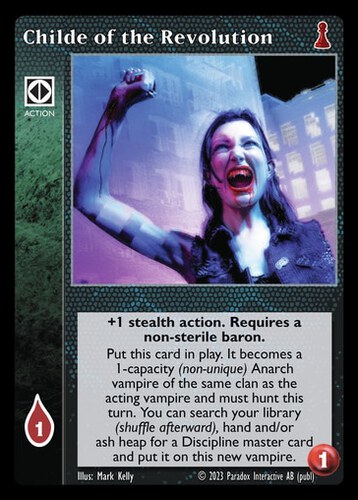 Childe of the Revolution
ACTION
+1 stealth action. Requires a
non-sterile baron.
Put this card in play. It becomes a
1-capacity (non-unique) Anarch
vampire of the same clan as the
acting vampire and must hunt this
turn. You can search your library
(shuffle afterward), hand and/or
ash heap for a Discipline master card
and put it on this new vampire.
1
1
Illus: Mark Kelly
© 2023 Paradox Interactive AB (publ)